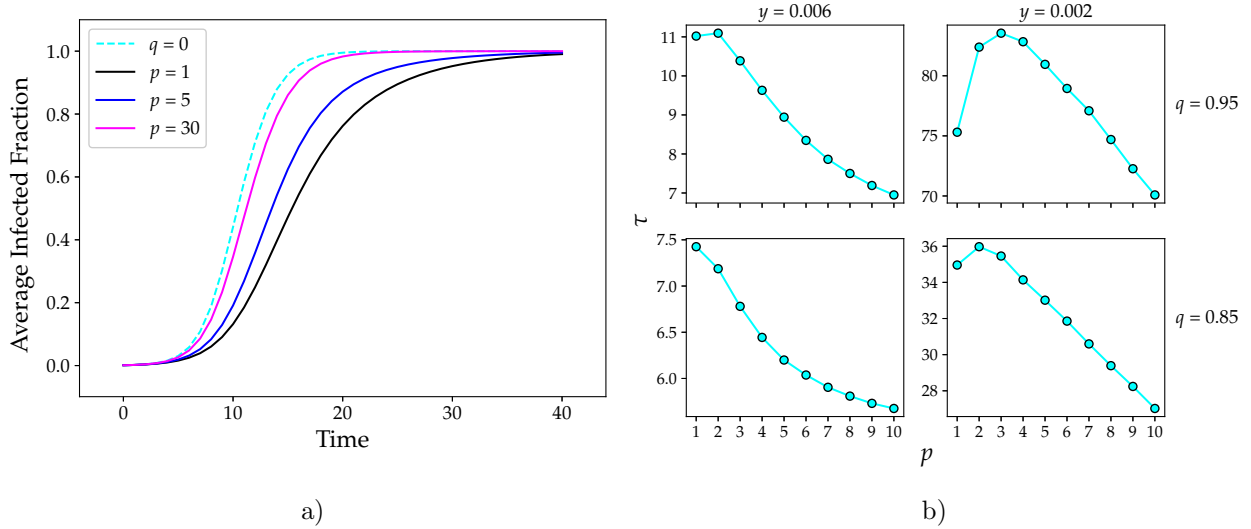 q = 0
p = 1
p = 5
p = 30
Average Infected Fraction
1.0
0.8
0.6
0.4
0.2
0.0
0 10 20 30 40
Time
a)
y = 0.006
y = 0.002
11
10
9
8
7
80
75
70
q = 0.95
τ
7.5
7.0
6.5
6.0
36
34
32
30
28
q = 0.85
1 2 3 4 5 6 7 8 9 10
1 2 3 4 5 6 7 8 9 10
p
b)